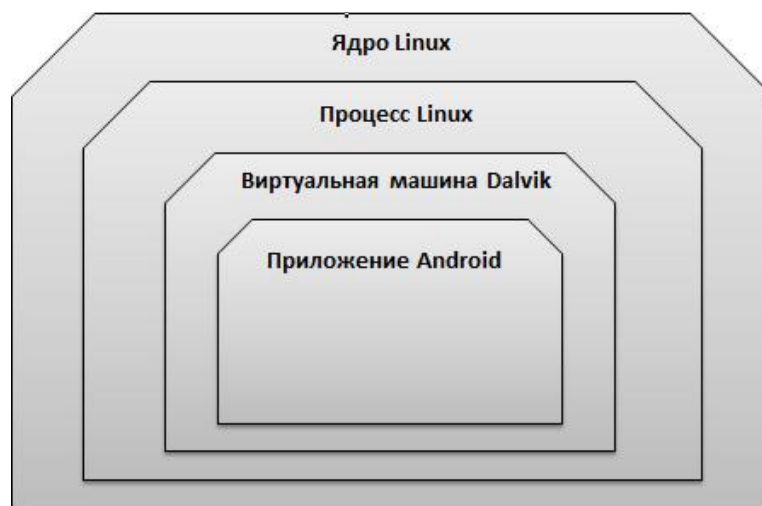 Ядро Linux
Процесс Linux
Виртуальная машина Dalvik
Приложение Android